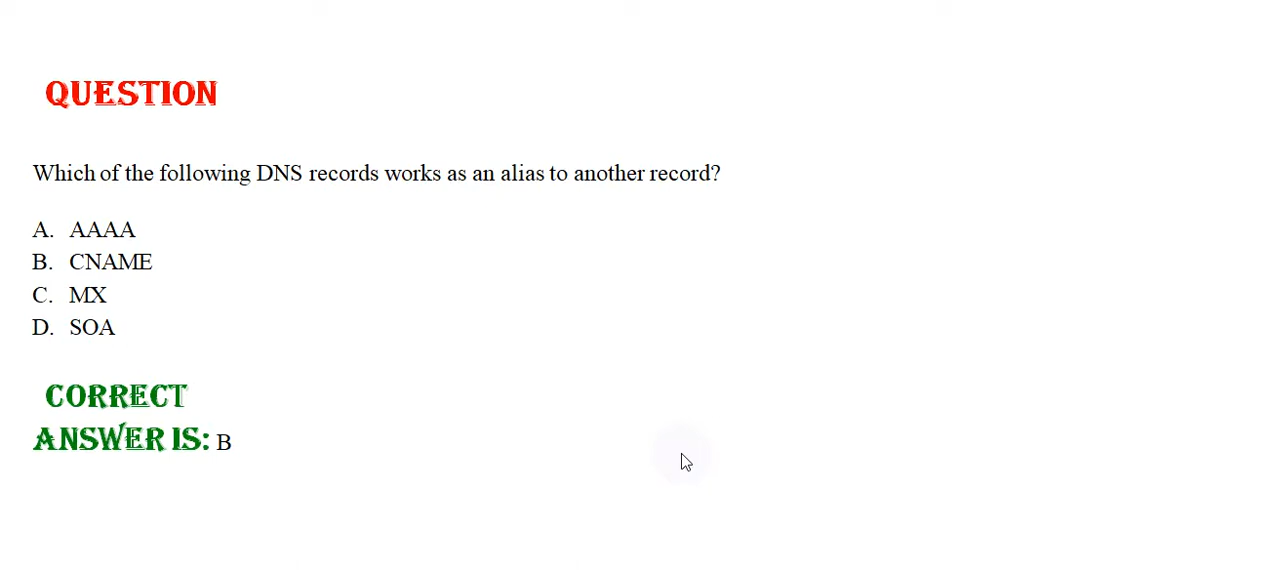 QUESTION
Which of the following DNS records works as an alias to another record?
A. AAAA
B. CNAME
C. MX
D. SOA
CORRECT
ANSWER IS: B